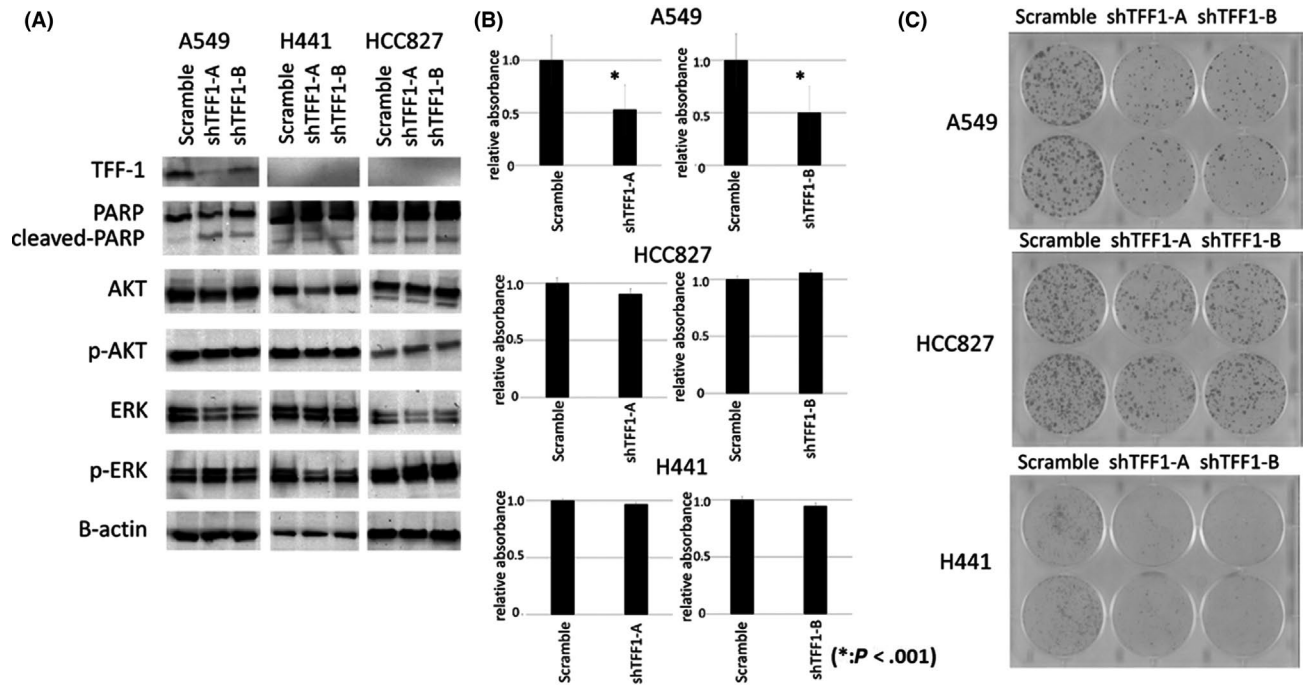 (A)
A549 H441 HCC827
Scramble
shTFF1-A
shTFF1-B
Scramble
shTFF1-A
shTFF1-B
Scramble
shTFF1-A
shTFF1-B
TFF-1
PARP
cleaved-PARP
AKT
p-AKT
ERK
p-ERK
B-actin
(B)
A549
relative absorbance
1.0
0.5
0
*
Scramble
shTFF1-A
relative absorbance
1.0
0.5
0
*
Scramble
shTFF1-B
HCC827
relative absorbance
1.0
0.5
0
Scramble
shTFF1-A
relative absorbance
1.0
0.5
0
Scramble
shTFF1-B
H441
relative absorbance
1.0
0.5
0
Scramble
shTFF1-A
relative absorbance
1.0
0.5
0
Scramble
shTFF1-B
(*:P < .001)
(C)
Scramble shTFF1-A shTFF1-B
A549
Scramble shTFF1-A shTFF1-B
HCC827
Scramble shTFF1-A shTFF1-B
H441